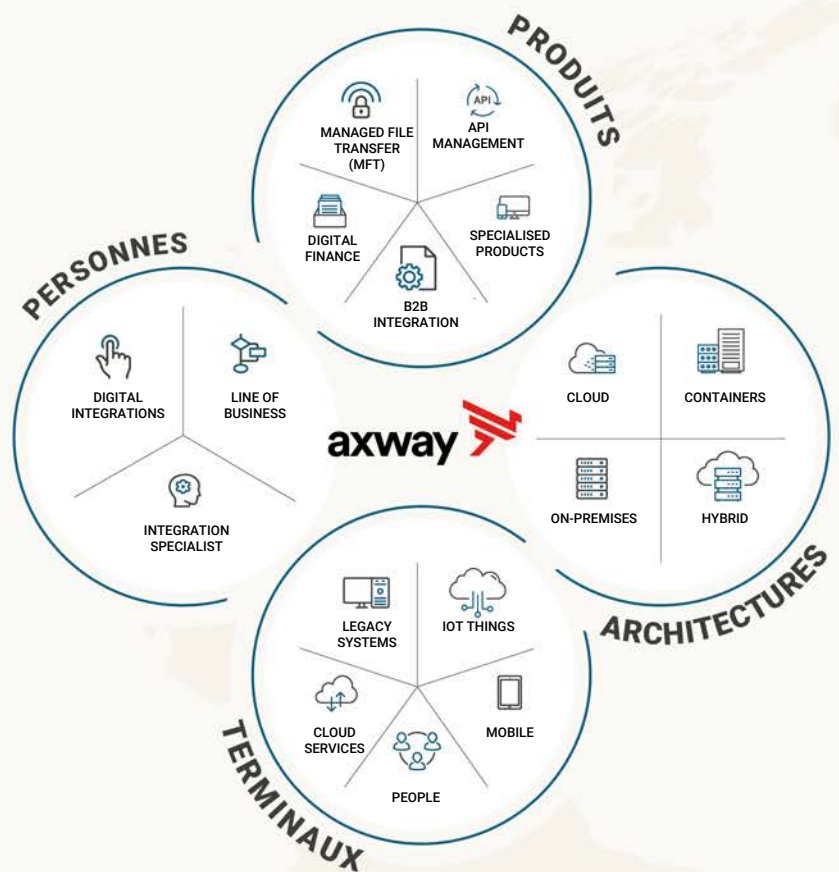 PRODUITS
MANAGED FILE
TRANSFER
(MFT)
API
API
MANAGEMENT
DIGITAL
FINANCE
SPECIALISED
PRODUCTS
B2B
INTEGRATION
PERSONNES
DIGITAL
INTEGRATIONS
LINE OF
BUSINESS
INTEGRATION
SPECIALIST
axway
CLOUD
CONTAINERS
ON-PREMISES
HYBRID
ARCHITECTURES
LEGACY
SYSTEMS
IOT THINGS
CLOUD
SERVICES
MOBILE
PEOPLE
TERMINAUX